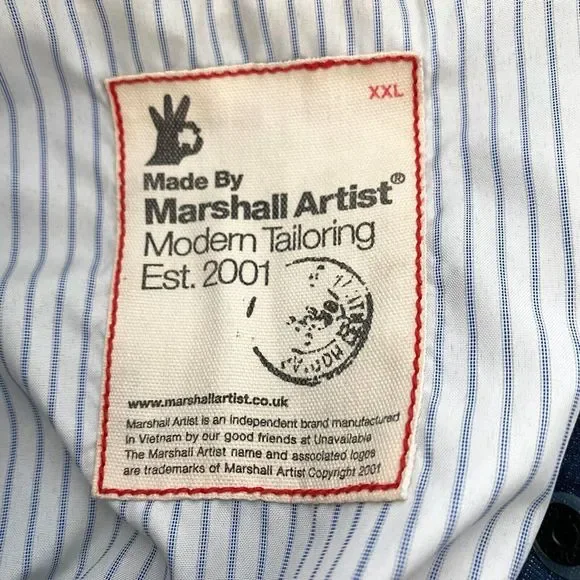 XXL
Made By
Marshall Artist®
Modern Tailoring
Est. 2001
www.marshallartist.co.uk
Marshall Artist is an independent brand manufactured
in Vietnam by our good friends at Unavailable
The Marshall Artist name and associated logos
are trademarks of Marshall Artist Copyright 2001